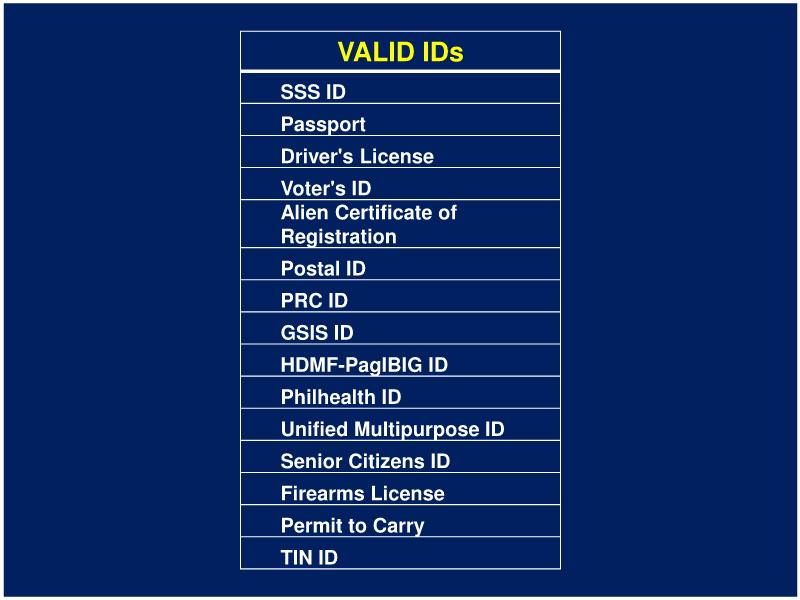 VALID IDs
SSS ID
Passport
Driver's License
Voter's ID
Alien Certificate of
Registration
Postal ID
PRC ID
GSIS ID
HDMF-PagIBIG ID
Philhealth ID
Unified Multipurpose ID
Senior Citizens ID
Firearms License
Permit to Carry
TIN ID